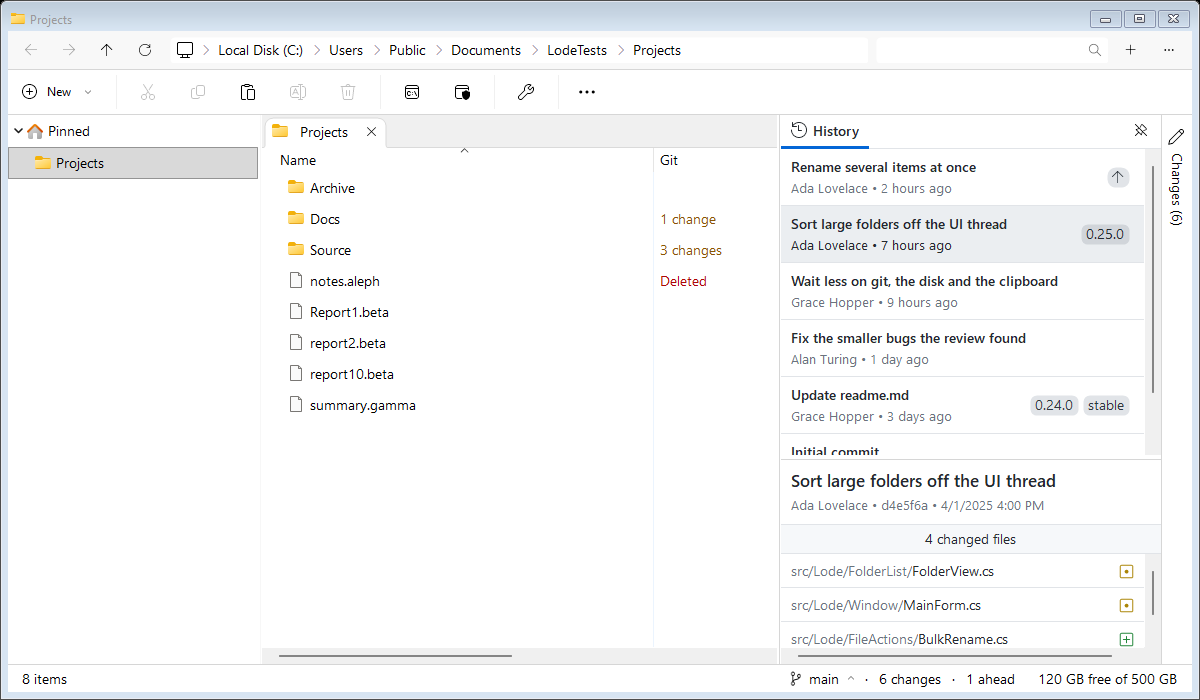 Projects
Local Disk (C:) Users Public Documents LodeTests Projects
New
Pinned
Projects
Projects
Name Git
Archive
Docs 1 change
Source 3 changes
notes.aleph Deleted
Report1.beta
report2.beta
report10.beta
summary.gamma
History
Rename several items at once
Ada Lovelace • 2 hours ago
Sort large folders off the UI thread
Ada Lovelace • 7 hours ago
0.25.0
Wait less on git, the disk and the clipboard
Grace Hopper • 9 hours ago
Fix the smaller bugs the review found
Alan Turing • 1 day ago
Update readme.md
Grace Hopper • 3 days ago
0.24.0 stable
Initial commit
Sort large folders off the UI thread
Ada Lovelace • d4e5f6a • 4/1/2025 4:00 PM
4 changed files
src/Lode/FolderList/FolderView.cs
src/Lode/Window/MainForm.cs
src/Lode/FileActions/BulkRename.cs
Changes (6)
8 items
main · 6 changes · 1 ahead 120 GB free of 500 GB